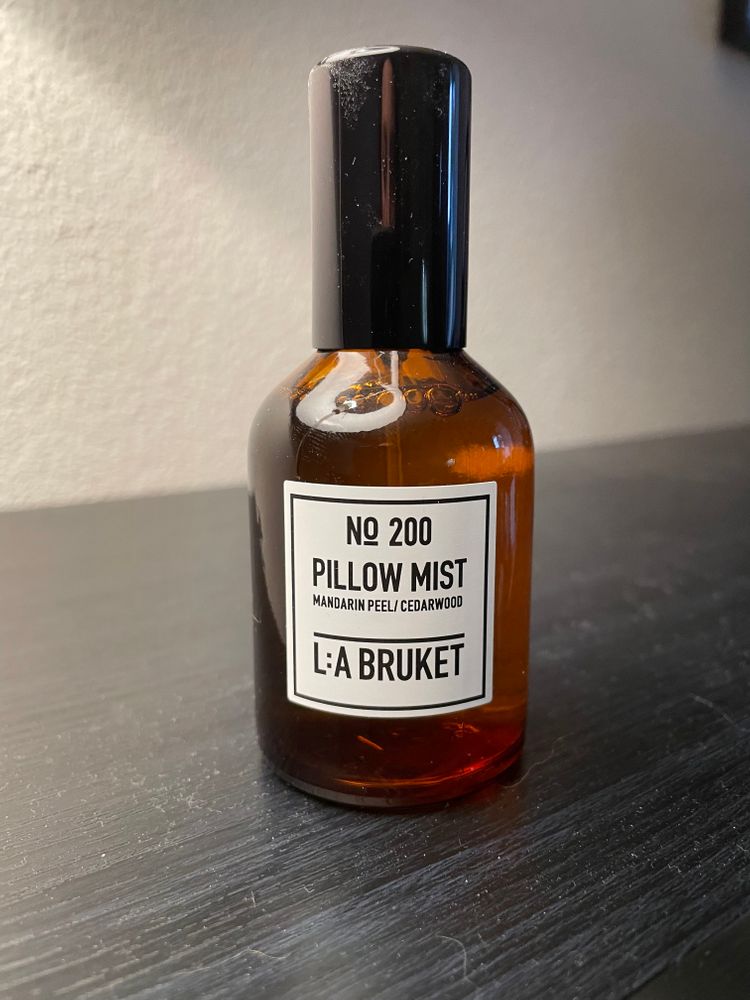 Nº 200
PILLOW MIST
MANDARIN PEEL/ CEDARWOOD
L:A BRUKET